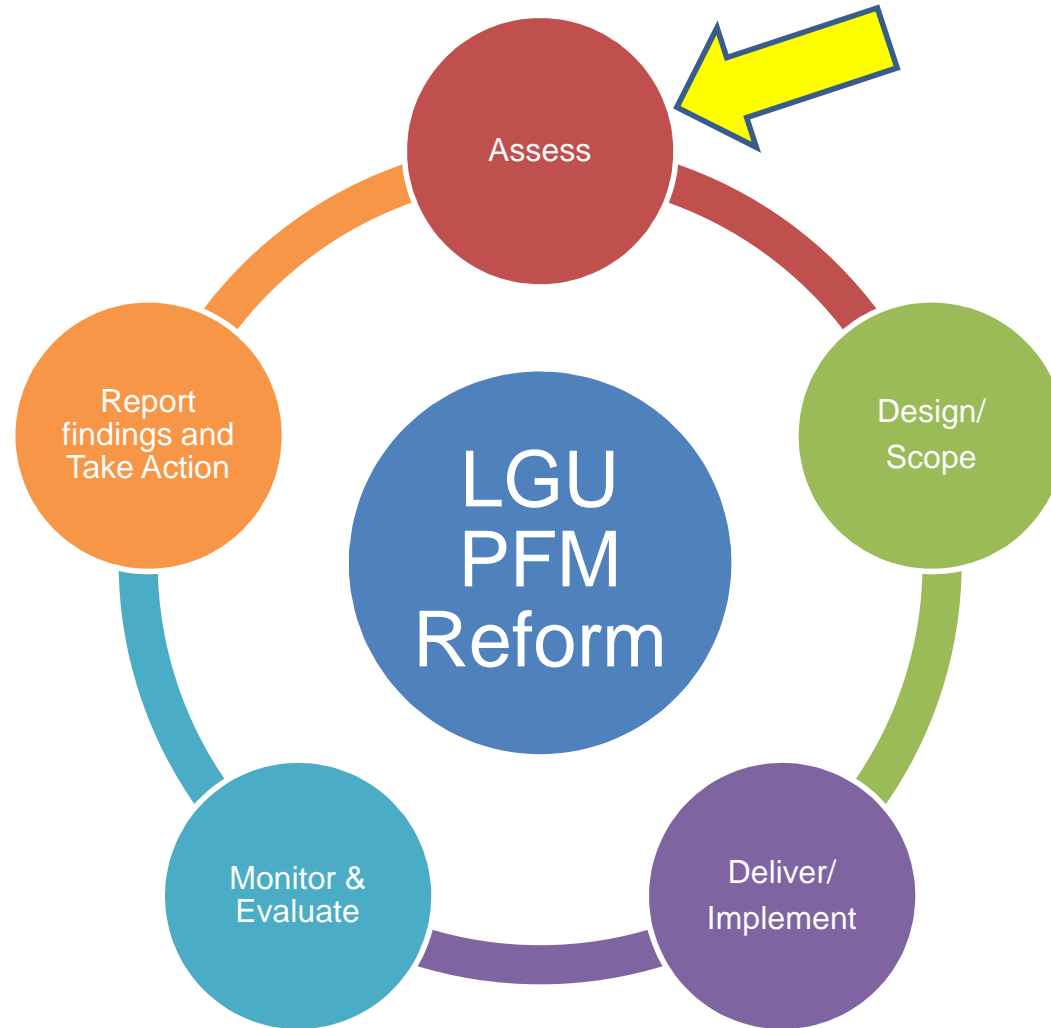 Assess
Design/
Scope
Deliver/
Implement
Monitor &
Evaluate
Report
findings and
Take Action
LGU
PFM
Reform